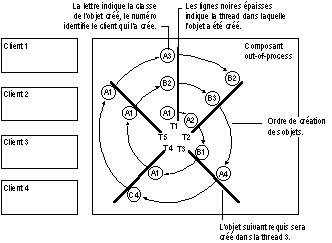 La lettre indique la classe
de l'objet créé, le numéro
identifie le client qui l'a crée.
Les lignes noires épaisses
indique la thread dans laquelle
l'objet a été créé.
Client 1
Client 2
Client 3
Client 4
Composant
out-of-process
A3
B2
B2
A1
B3
A1
A1
A2
T1
T5
T2
T4
T3
B1
A1
A4
C4
Ordre de création
des objets.
L'objet suivant requis sera
créé dans la thread 3.